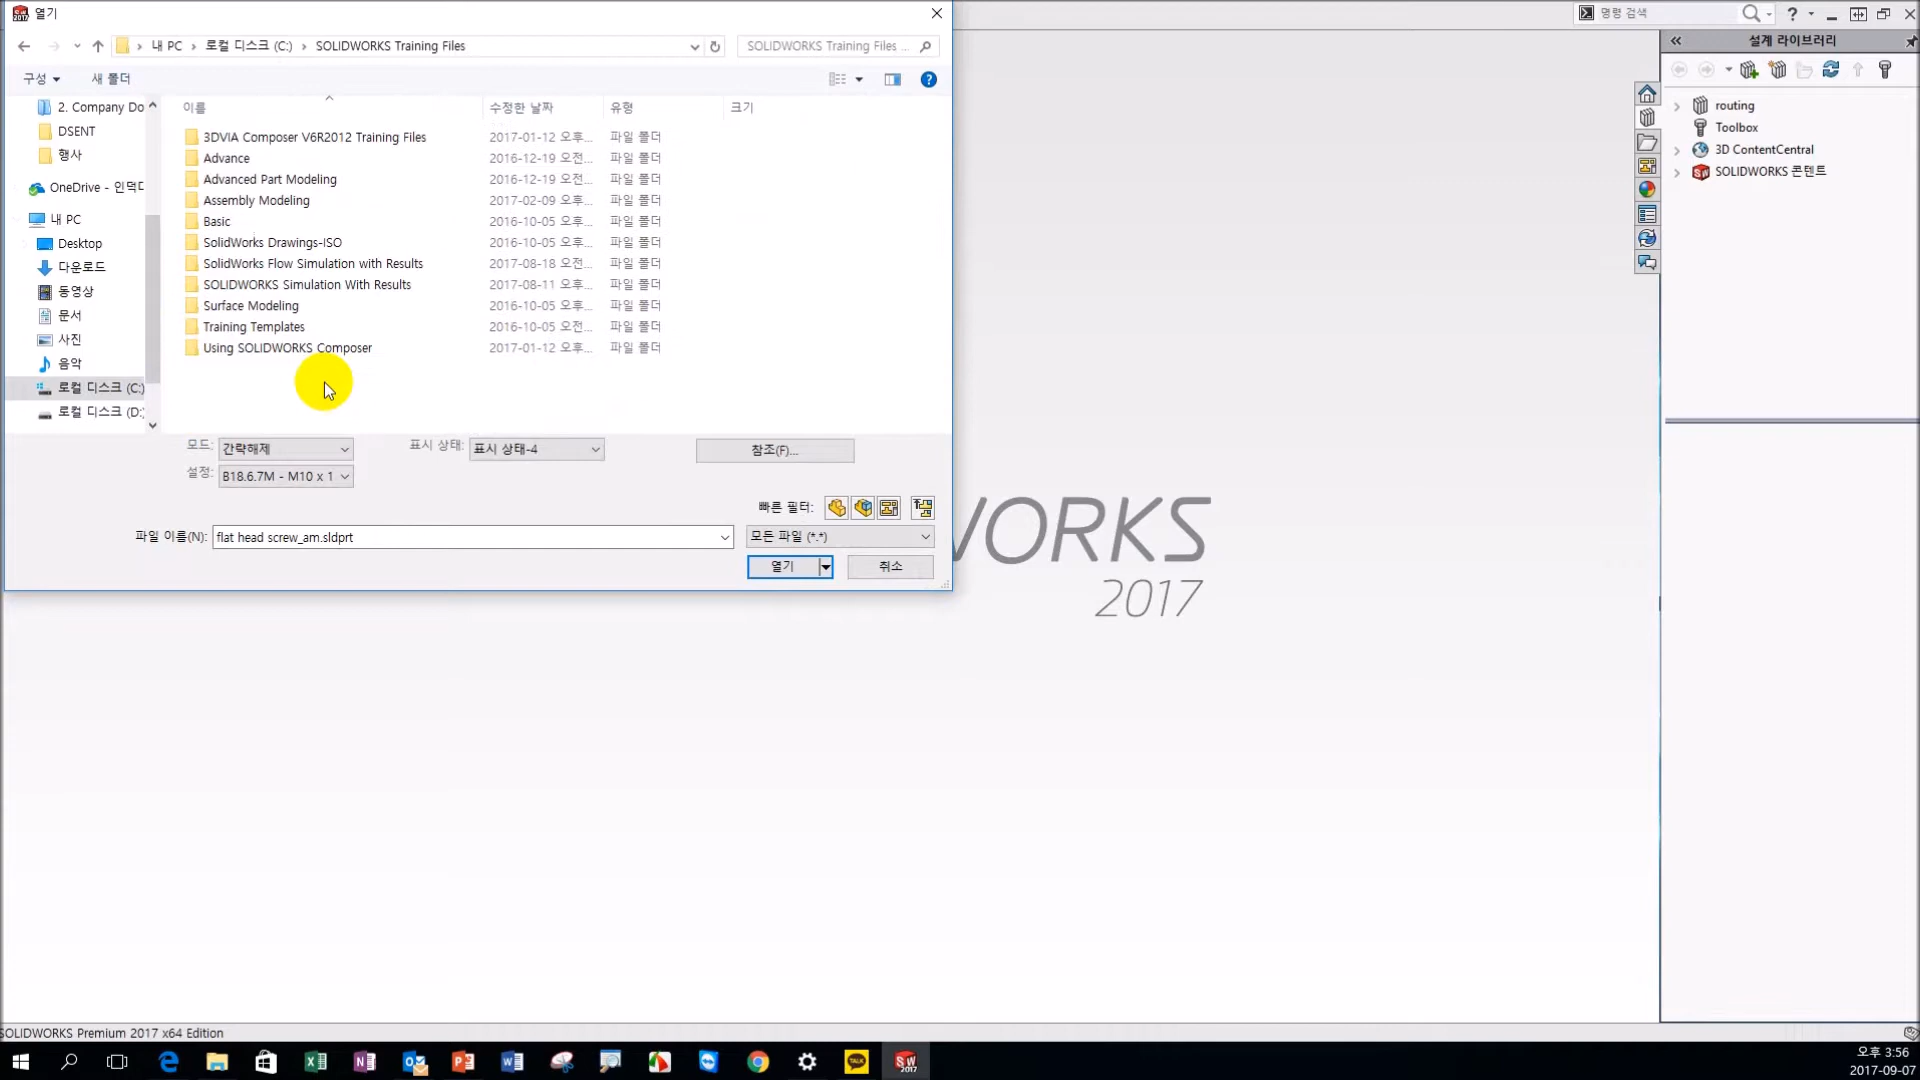 열기
명령 검색
내 PC > 로컬 디스크 (C:) > SOLIDWORKS Training Files
SOLIDWORKS Training Files ...
설계 라이브러리
구성
새 폴더
이름
수정한 날짜
유형
크기
2. Company Do
DSENT
행사
OneDrive - 인덕대
내 PC
Desktop
다운로드
동영상
문서
사진
음악
로컬 디스크 (C:)
로컬 디스크 (D:)
3DVIA Composer V6R2012 Training Files 2017-01-12 오후... 파일 폴더
Advance 2016-12-19 오전... 파일 폴더
Advanced Part Modeling 2016-12-19 오전... 파일 폴더
Assembly Modeling 2017-02-09 오후... 파일 폴더
Basic 2016-10-05 오후... 파일 폴더
SolidWorks Drawings-ISO 2016-10-05 오후... 파일 폴더
SolidWorks Flow Simulation with Results 2017-08-18 오전... 파일 폴더
SOLIDWORKS Simulation With Results 2017-08-11 오후... 파일 폴더
Surface Modeling 2016-10-05 오후... 파일 폴더
Training Templates 2016-10-05 오전... 파일 폴더
Using SOLIDWORKS Composer 2017-01-12 오후... 파일 폴더
routing
Toolbox
3D ContentCentral
SOLIDWORKS 콘텐트
모드: 간략해제
표시 상태: 표시 상태-4
참조(F)...
설정: B18.6.7M - M10 x 1
빠른 필터:
파일 이름(N): flat head screw_am.sldprt
모든 파일 (*.*)
열기
취소
WORKS
2017
SOLIDWORKS Premium 2017 x64 Edition
오후 3:56
2017-09-07